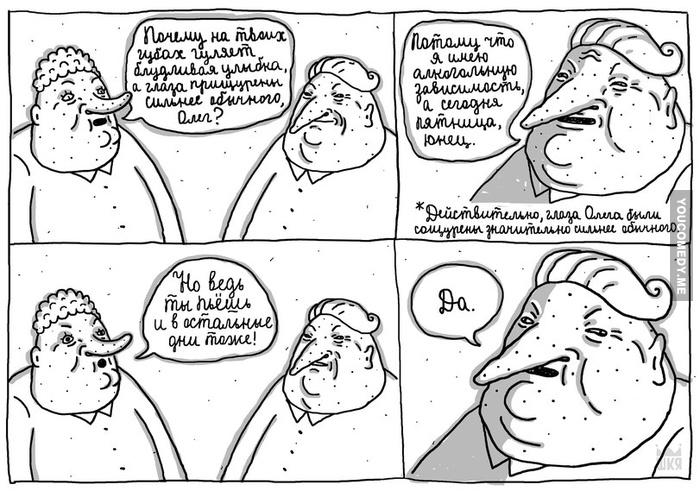 Почему на твоих
губах гуляет
блудливая улыбка,
а глаза прищурены
сильнее обычного,
Олег?
Потому что
я имею
алкогольную
зависимость,
а сегодня
пятница,
юнец.
*Действительно, глаза Олега были
сощурены значительно сильнее обычного.
Но ведь
ты пьёшь
и в остальные
дни тоже!
Да.
YOUCOMEDY.ME
ШКЯ